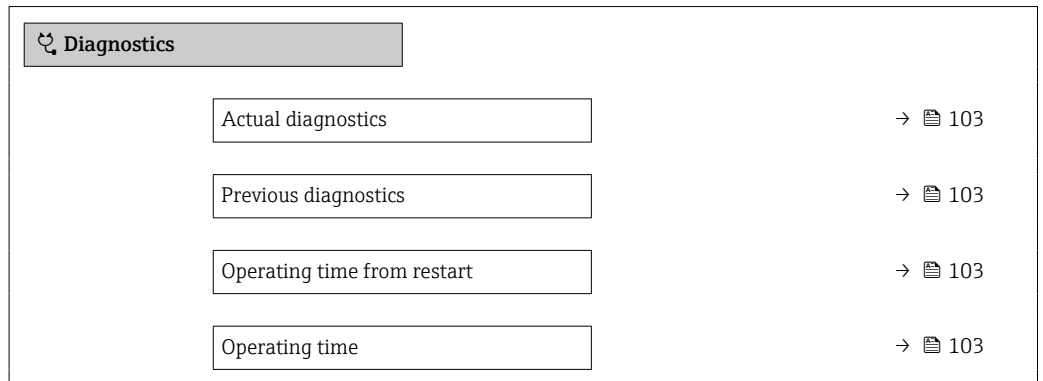 Diagnostics
Actual diagnostics → 103
Previous diagnostics → 103
Operating time from restart → 103
Operating time → 103